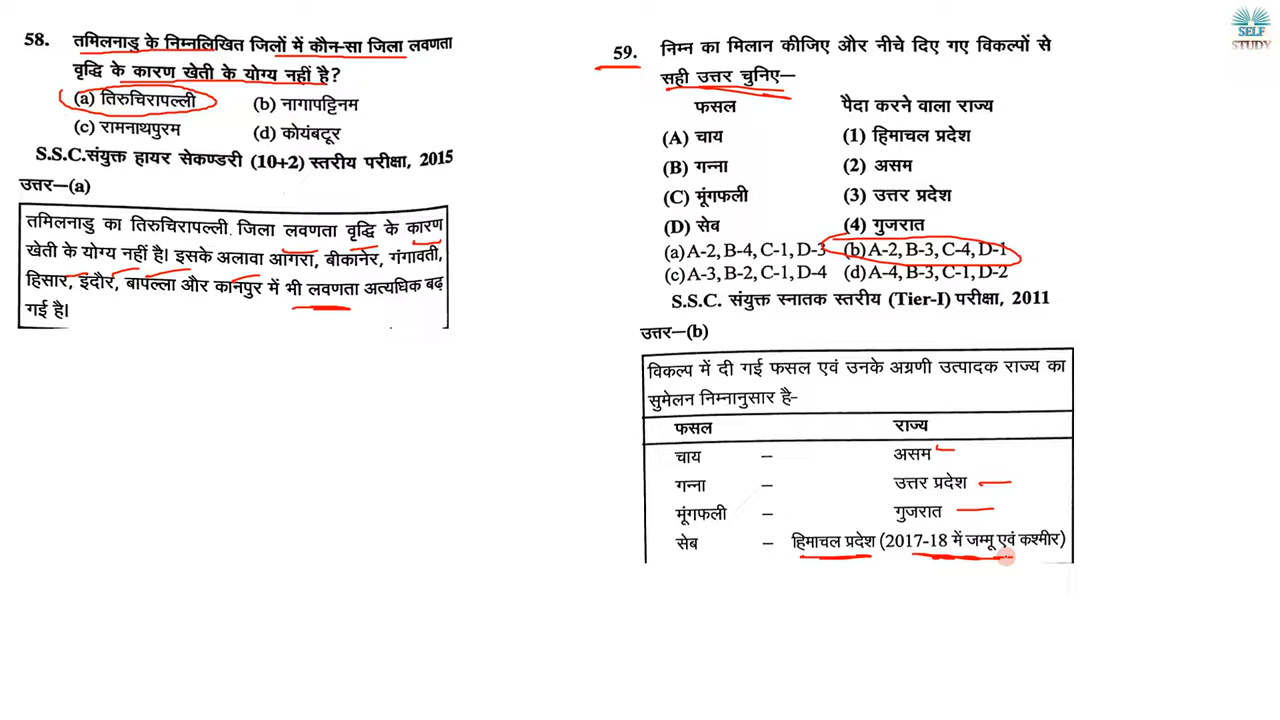 58. तमिलनाडु के निम्नलिखित जिलों में कौन-सा जिला लवणता
वृद्धि के कारण खेती के योग्य नहीं है?
(a) तिरुचिरापल्ली (b) नागापट्टिनम
(c) रामनाथपुरम (d) कोयंबटूर
S.S.C.संयुक्त हायर सेकण्डरी (10+2) स्तरीय परीक्षा, 2015
उत्तर–(a)
तमिलनाडु का तिरुचिरापल्ली जिला लवणता वृद्धि के कारण
खेती के योग्य नहीं है। इसके अलावा आगरा, बीकानेर, गंगावती,
हिसार, इंदौर, बापल्ला और कानपुर में भी लवणता अत्यधिक बढ़
गई है।
59. निम्न का मिलान कीजिए और नीचे दिए गए विकल्पों से
सही उत्तर चुनिए–
फसल पैदा करने वाला राज्य
(A) चाय (1) हिमाचल प्रदेश
(B) गन्ना (2) असम
(C) मूंगफली (3) उत्तर प्रदेश
(D) सेब (4) गुजरात
(a) A-2, B-4, C-1, D-3 (b) A-2, B-3, C-4, D-1
(c) A-3, B-2, C-1, D-4 (d) A-4, B-3, C-1, D-2
S.S.C. संयुक्त स्नातक स्तरीय (Tier-I) परीक्षा, 2011
उत्तर–(b)
विकल्प में दी गई फसल एवं उनके अग्रणी उत्पादक राज्य का
सुमेलन निम्नानुसार है-
फसल राज्य
चाय – असम
गन्ना – उत्तर प्रदेश
मूंगफली – गुजरात
सेब – हिमाचल प्रदेश (2017-18 में जम्मू एवं कश्मीर)
SELF
STUDY